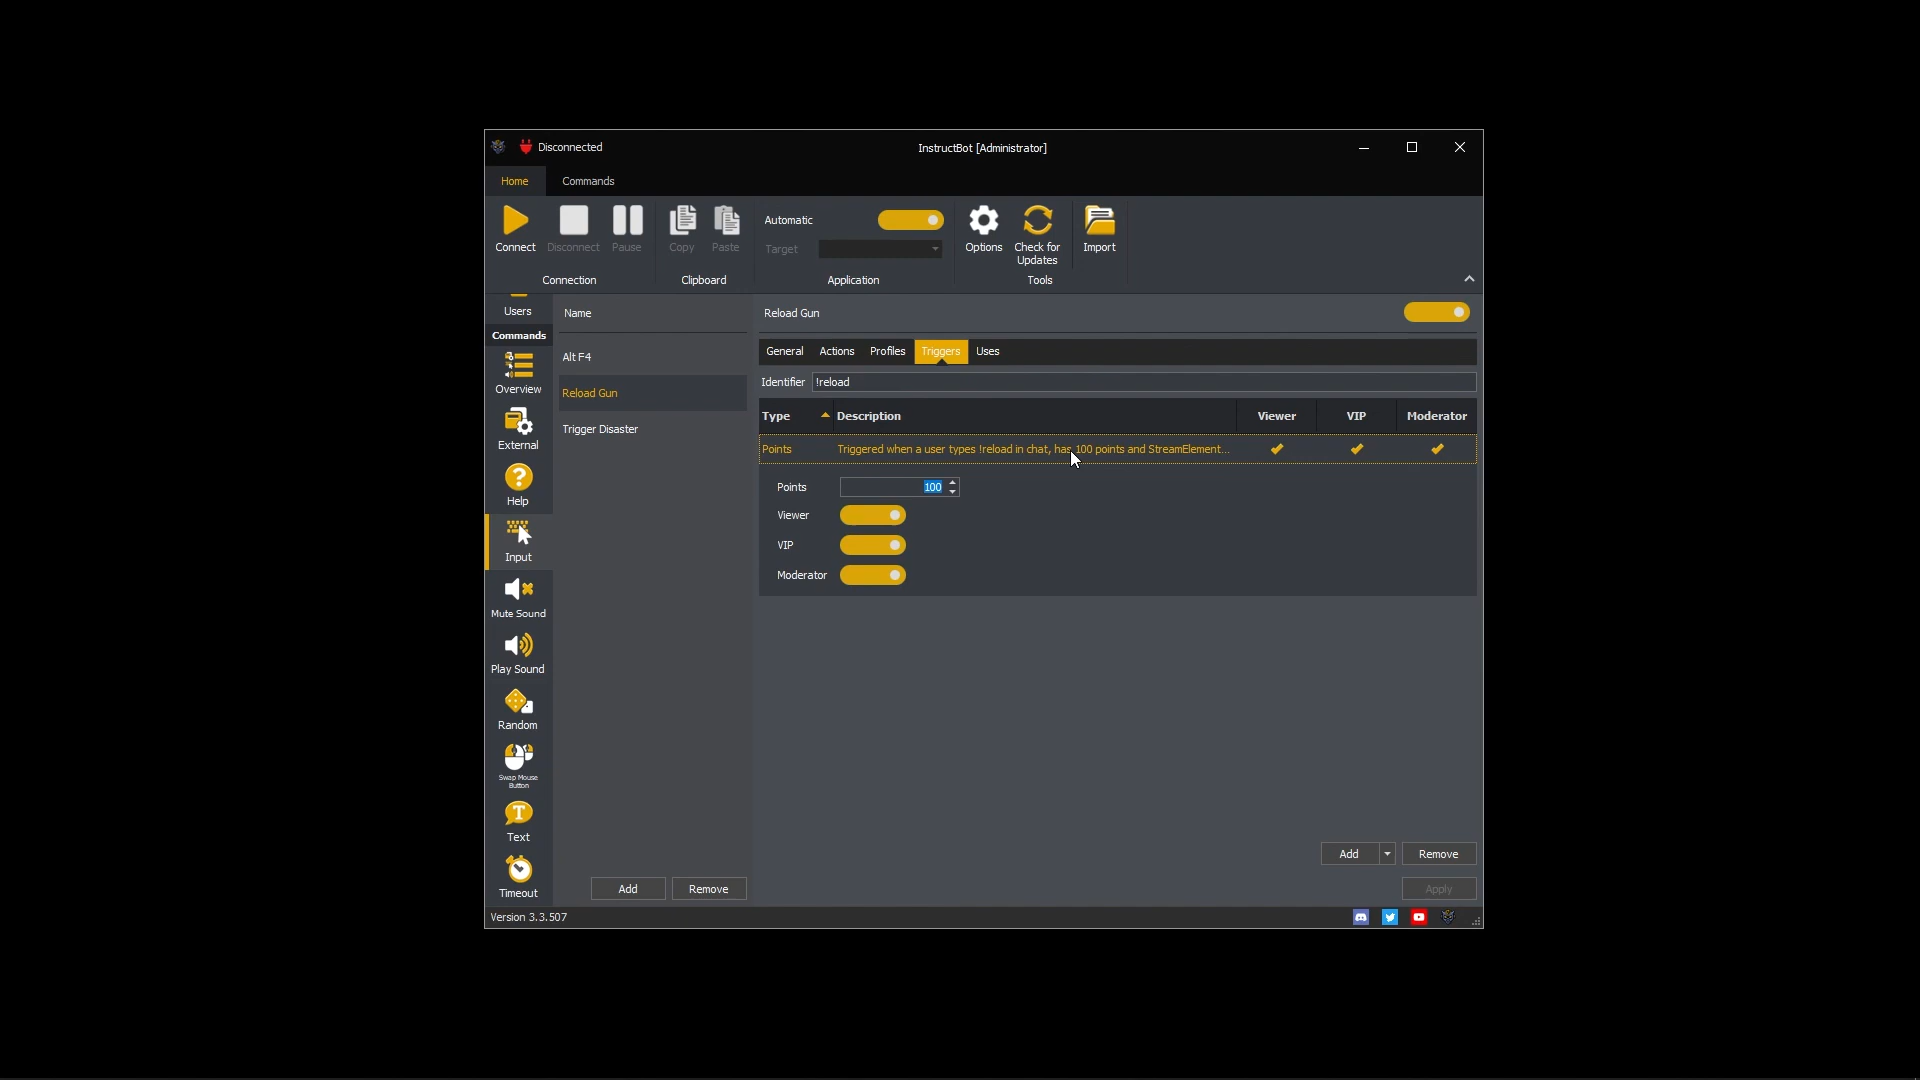 Disconnected
InstructBot [Administrator]
Home
Commands
Connect
Disconnect
Pause
Connection
Copy
Paste
Clipboard
Automatic
Target
Application
Options
Check for
Updates
Tools
Import
Users
Commands
Overview
External
Help
Input
Mute Sound
Play Sound
Random
Swap Mouse
Button
Text
Timeout
Name
Alt F4
Reload Gun
Trigger Disaster
Add
Remove
Reload Gun
General
Actions
Profiles
Triggers
Uses
Identifier
!reload
Type
Description
Viewer
VIP
Moderator
Points
Triggered when a user types !reload in chat, has 100 points and StreamElement...
Points
100
Viewer
VIP
Moderator
Add
Remove
Apply
Version 3.3.507